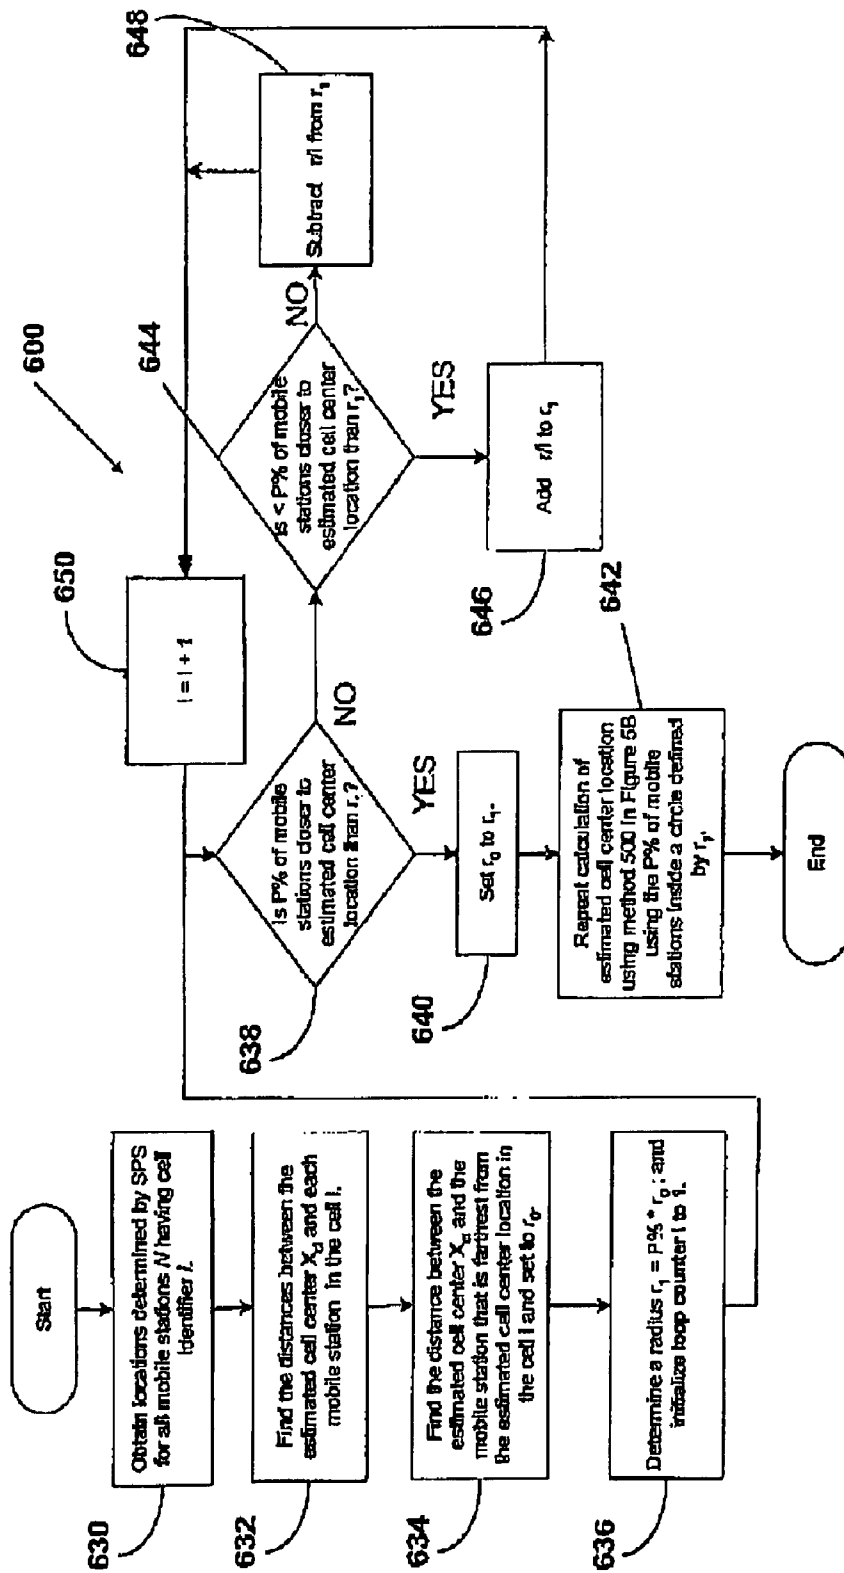 600
Start
630
Obtain locations determined by SPS
for all mobile stations N having cell
Identifier i.
632
Find the distances between the
estimated cell center Xci and each
mobile station in the cell i.
634
Find the distance between the
estimated cell center Xci and the
mobile station that is farthest from
the estimated cell center location in
the cell i and set to r0.
636
Determine a radius r1 = P% * r0; and
initialize loop counter i to 1.
650
i = i + 1
638
Is P% of mobile
stations closer to
estimated cell center
location than r1?
YES
NO
640
Set r0 to r1.
642
Repeat calculation of
estimated cell center location
using method 500 in Figure 5B
using the P% of mobile
stations inside a circle defined
by r1.
End
644
Is < P% of mobile
stations closer to
estimated cell center
location than r1?
YES
NO
646
Add r/i to r1
648
Subtract r/i from r1